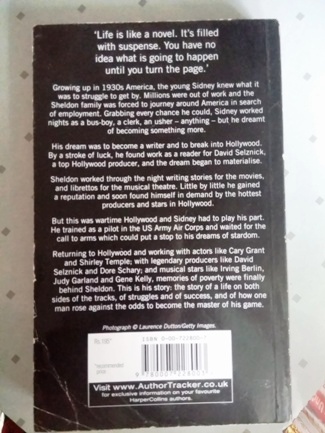 'Life is like a novel. It's filled
with suspense. You have no
idea what is going to happen
until you turn the page.'
Growing up in 1930s America, the young Sidney knew what it
was to struggle to get by. Millions were out of work and the
Sheldon family was forced to journey around America in search
of employment. Grabbing every chance he could, Sidney worked
nights as a bus-boy, a clerk, an usher – anything – but he dreamt
of becoming something more.
His dream was to become a writer and to break into Hollywood.
By a stroke of luck, he found work as a reader for David Selznick,
a top Hollywood producer, and the dream began to materialise.
Sheldon worked through the night writing stories for the movies,
and librettos for the musical theatre. Little by little he gained
a reputation and soon found himself in demand by the hottest
producers and stars in Hollywood.
But this was wartime Hollywood and Sidney had to play his part.
He trained as a pilot in the US Army Air Corps and waited for the
call to arms which could put a stop to his dreams of stardom.
Returning to Hollywood and working with actors like Cary Grant
and Shirley Temple; with legendary producers like David
Selznick and Dore Schary; and musical stars like Irving Berlin,
Judy Garland and Gene Kelly, memories of poverty were finally
behind Sheldon. This is his story: the story of a life on both
sides of the tracks, of struggles and of success, and of how one
man rose against the odds to become the master of his game.
Photograph © Laurence Dutton/Getty Images.
Visit www.AuthorTracker.co.uk
for exclusive information on your favourite
HarperCollins authors.